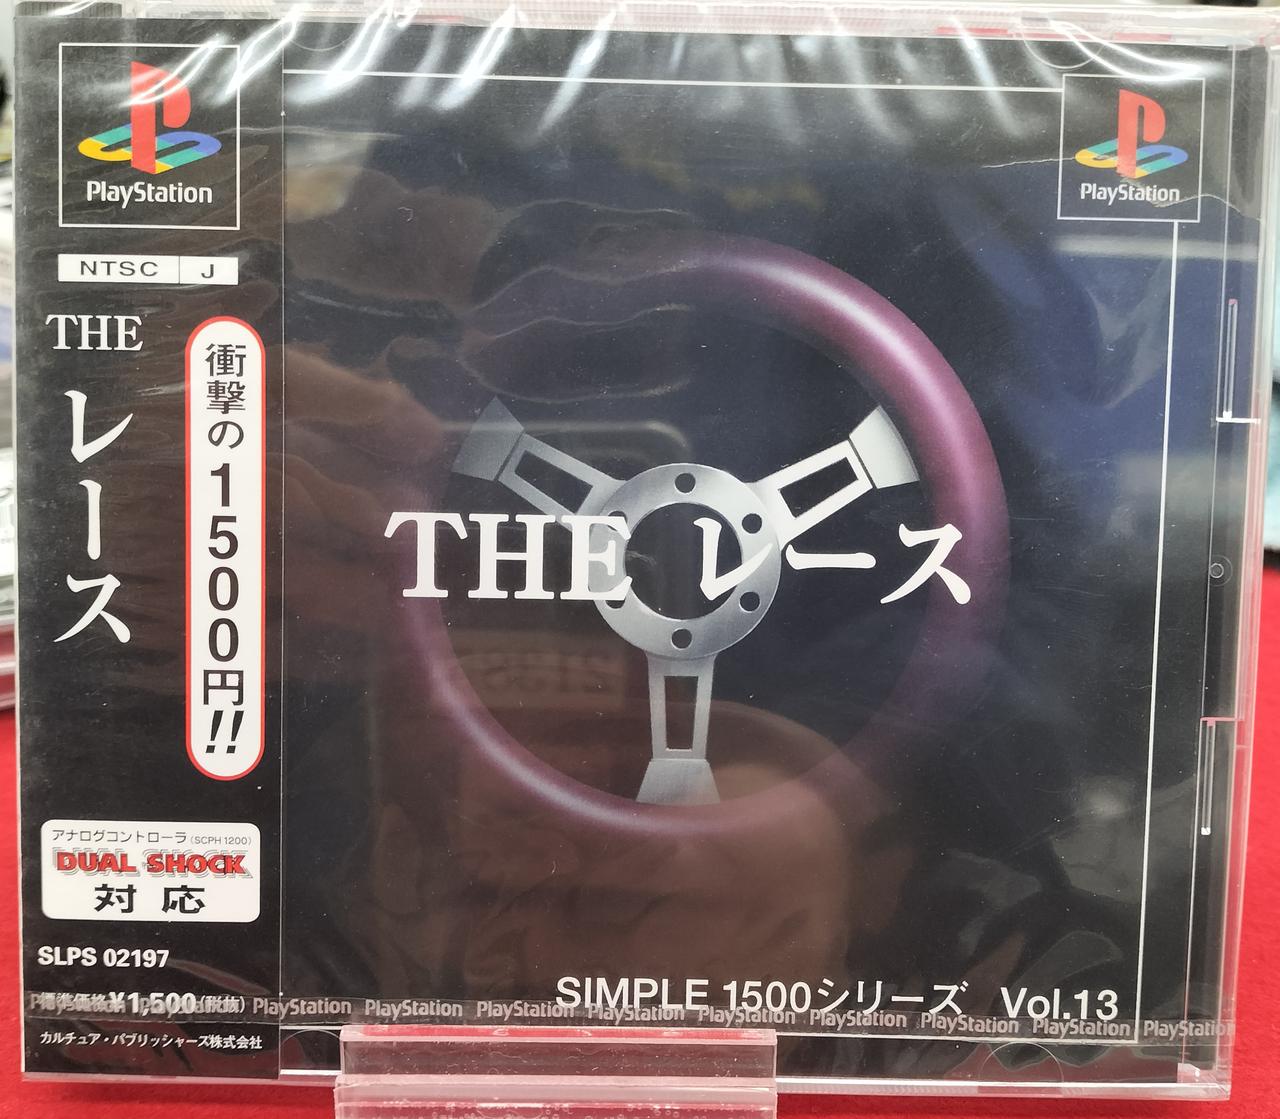 PlayStation
NTSC J
THE レース
衝撃の1500円!!
アナログコントローラ(SCPH 1200)
DUAL SHOCK
対応
SLPS 02197
標準価格¥1,500(税抜)
カルチュア・パブリッシャーズ株式会社
PlayStation
THE レース
SIMPLE 1500シリーズ Vol.13
PlayStation PlayStation PlayStation PlayStation PlayStation PlayStation PlayStation PlayStation PlayStation PlayStation PlayStation